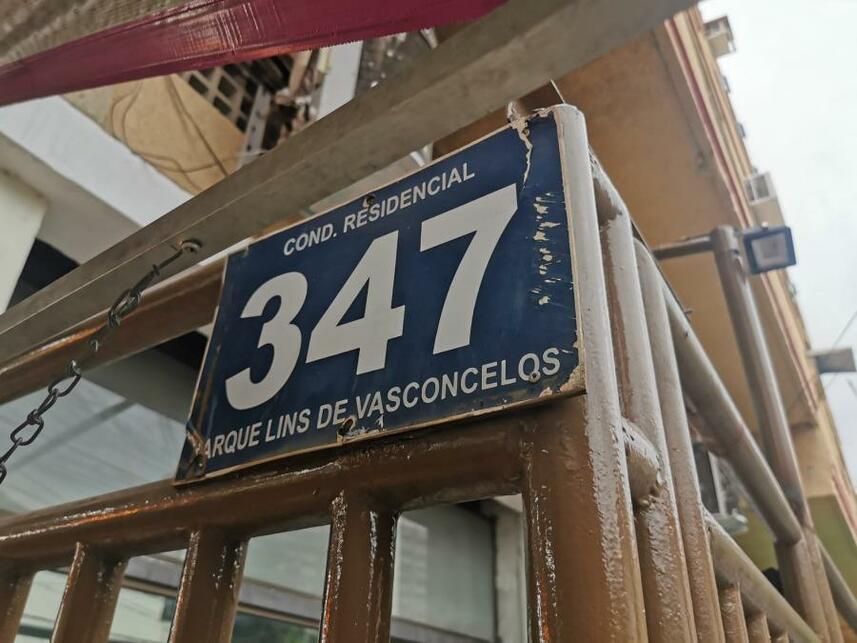 COND. RESIDENCIAL
347
ARQUE LINS DE VASCONCELOS